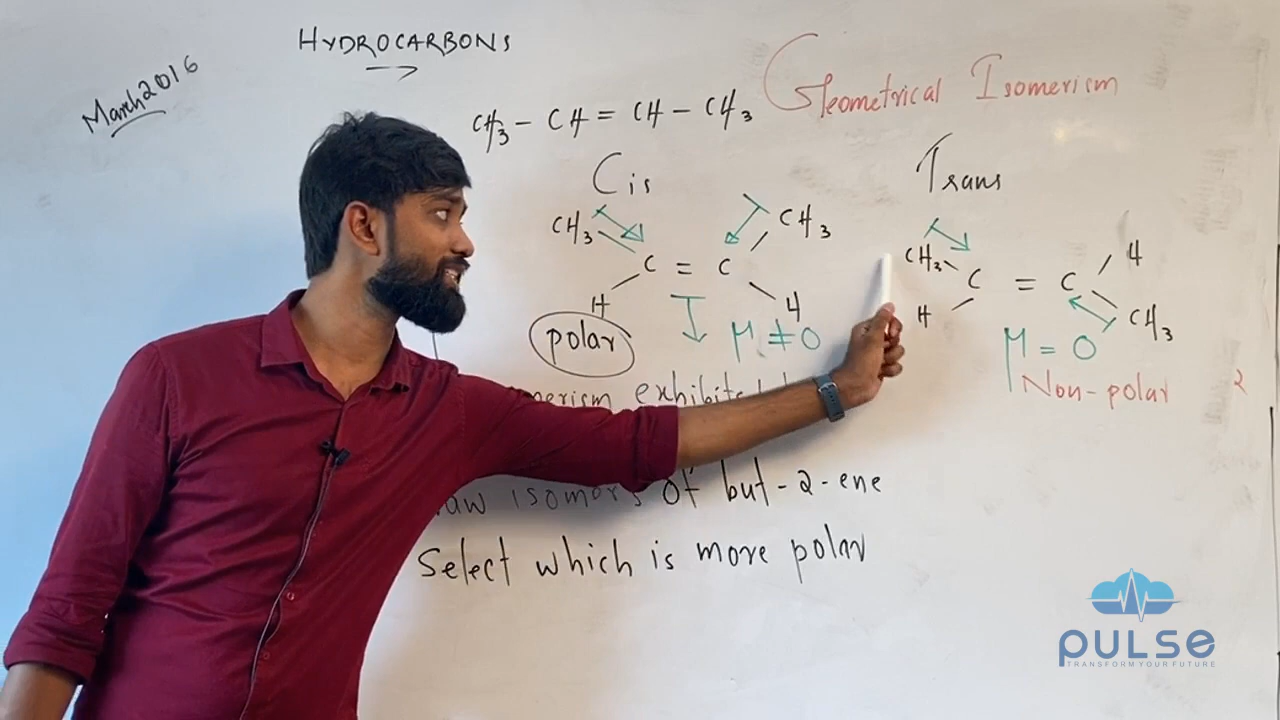 HYDROCARBONS
March 2016
Geometrical Isomerism
CH3 - CH = CH - CH3
Cis
Trans
CH3
CH3
C = C
H
H
polar
μ ≠ 0
CH3
H
C = C
H
CH3
μ = 0
Non-polar
2
exhibited
isomers of but-2-ene
Select which is more polar
PULSE
TRANSFORM YOUR FUTURE